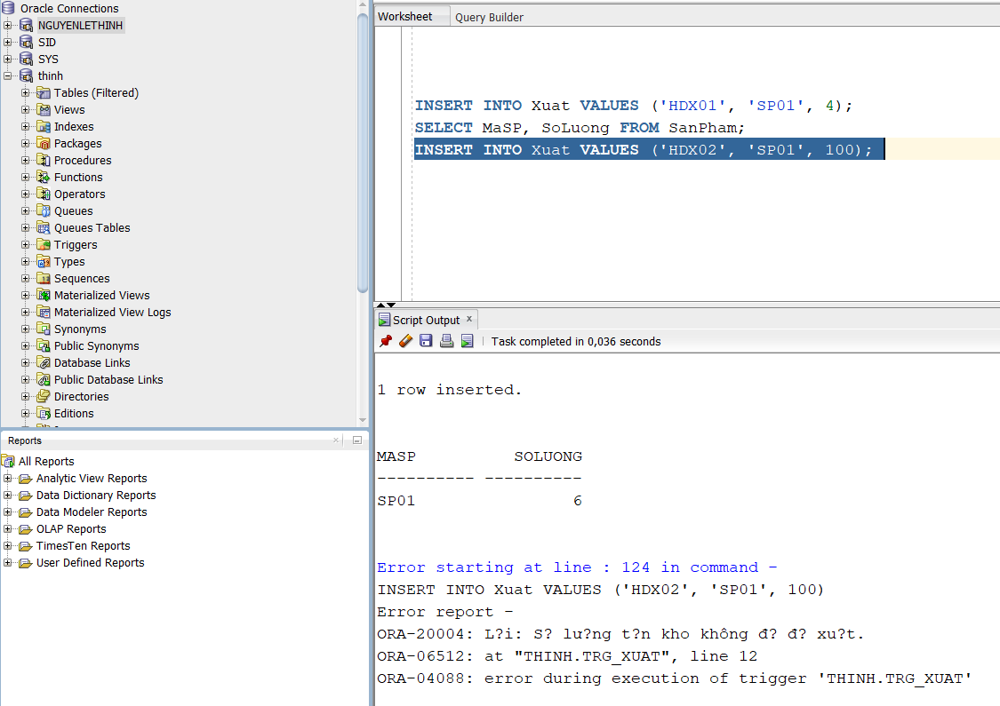 Oracle Connections
NGUYENLETHINH
SID
SYS
thinh
Tables (Filtered)
Views
Indexes
Packages
Procedures
Functions
Operators
Queues
Queues Tables
Triggers
Types
Sequences
Materialized Views
Materialized View Logs
Synonyms
Public Synonyms
Database Links
Public Database Links
Directories
Editions
Reports
All Reports
Analytic View Reports
Data Dictionary Reports
Data Modeler Reports
OLAP Reports
TimesTen Reports
User Defined Reports
Worksheet Query Builder
INSERT INTO Xuat VALUES ('HDX01', 'SP01', 4);
SELECT MaSP, SoLuong FROM SanPham;
INSERT INTO Xuat VALUES ('HDX02', 'SP01', 100);
Script Output x
Task completed in 0,036 seconds
1 row inserted.
MASP SOLUONG
---------- ----------
SP01 6
Error starting at line : 124 in command -
INSERT INTO Xuat VALUES ('HDX02', 'SP01', 100)
Error report -
ORA-20004: L?i: S? lư?ng t?n kho không đ? đ? xu?t.
ORA-06512: at "THINH.TRG_XUAT", line 12
ORA-04088: error during execution of trigger 'THINH.TRG_XUAT'